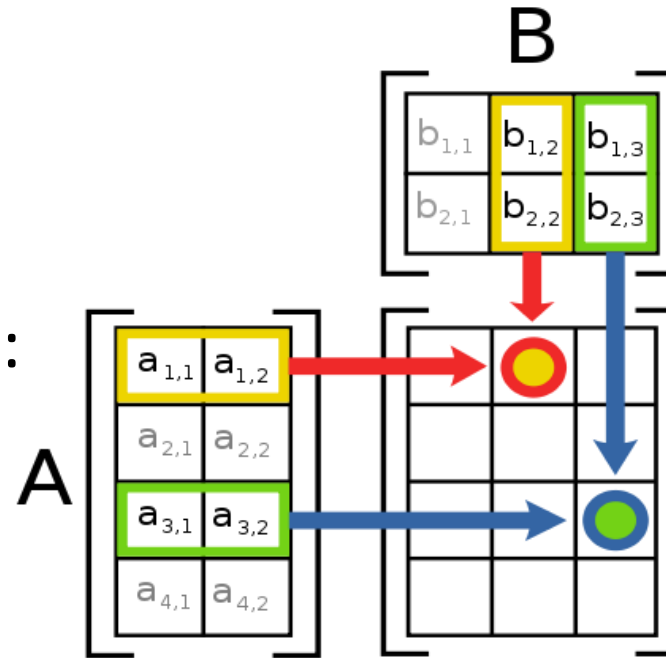 B
b1,1 b1,2 b1,3
b2,1 b2,2 b2,3
:
a1,1 a1,2
a2,1 a2,2
A
a3,1 a3,2
a4,1 a4,2